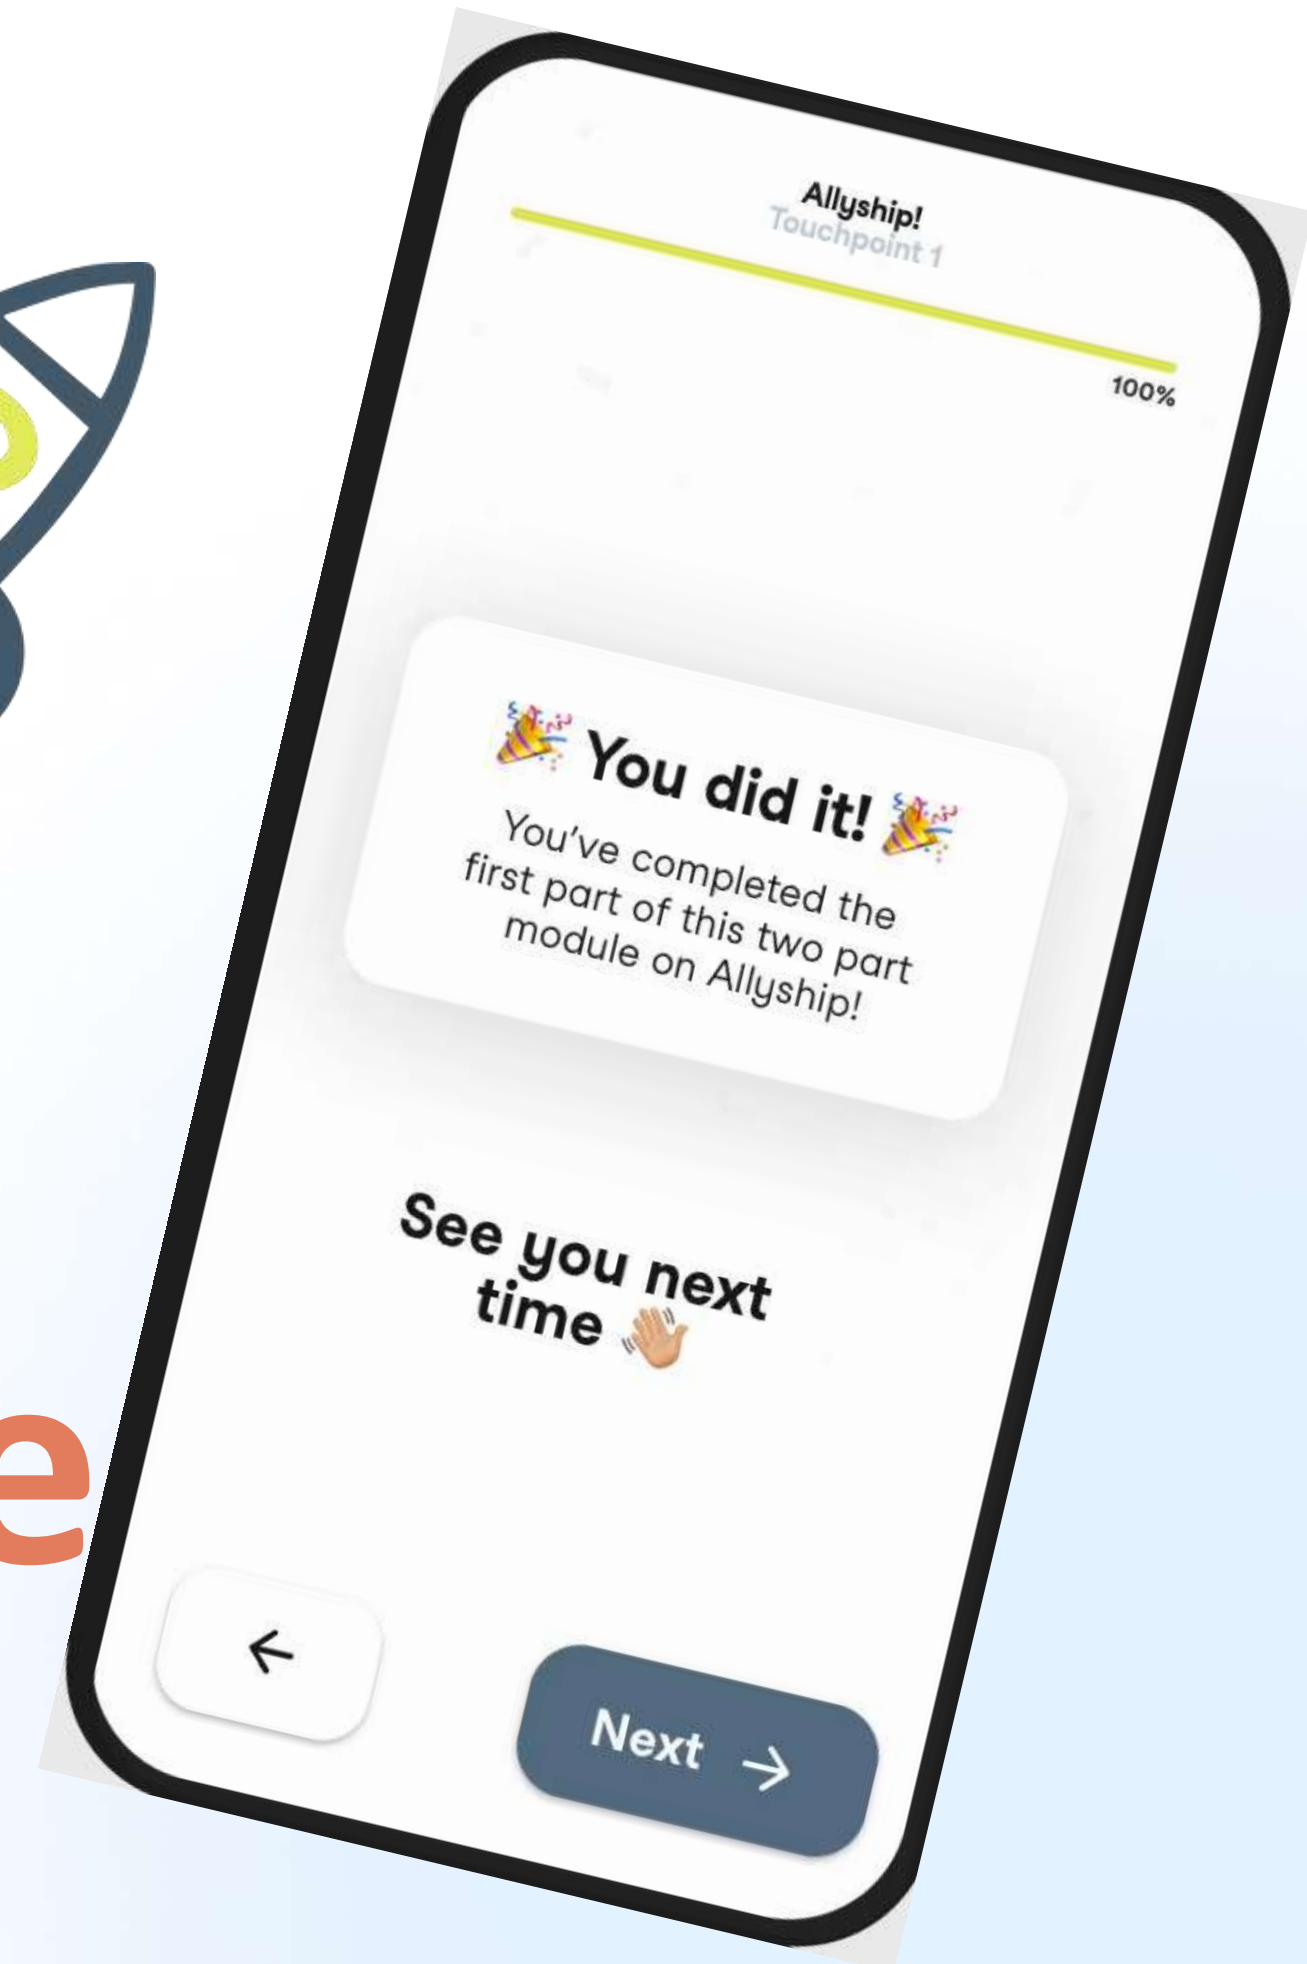 Allyship!
Touchpoint 1
100%
🎉 You did it! 🎉
You've completed the
first part of this two part
module on Allyship!
See you next
time 👋🏼
e
← 
Next →